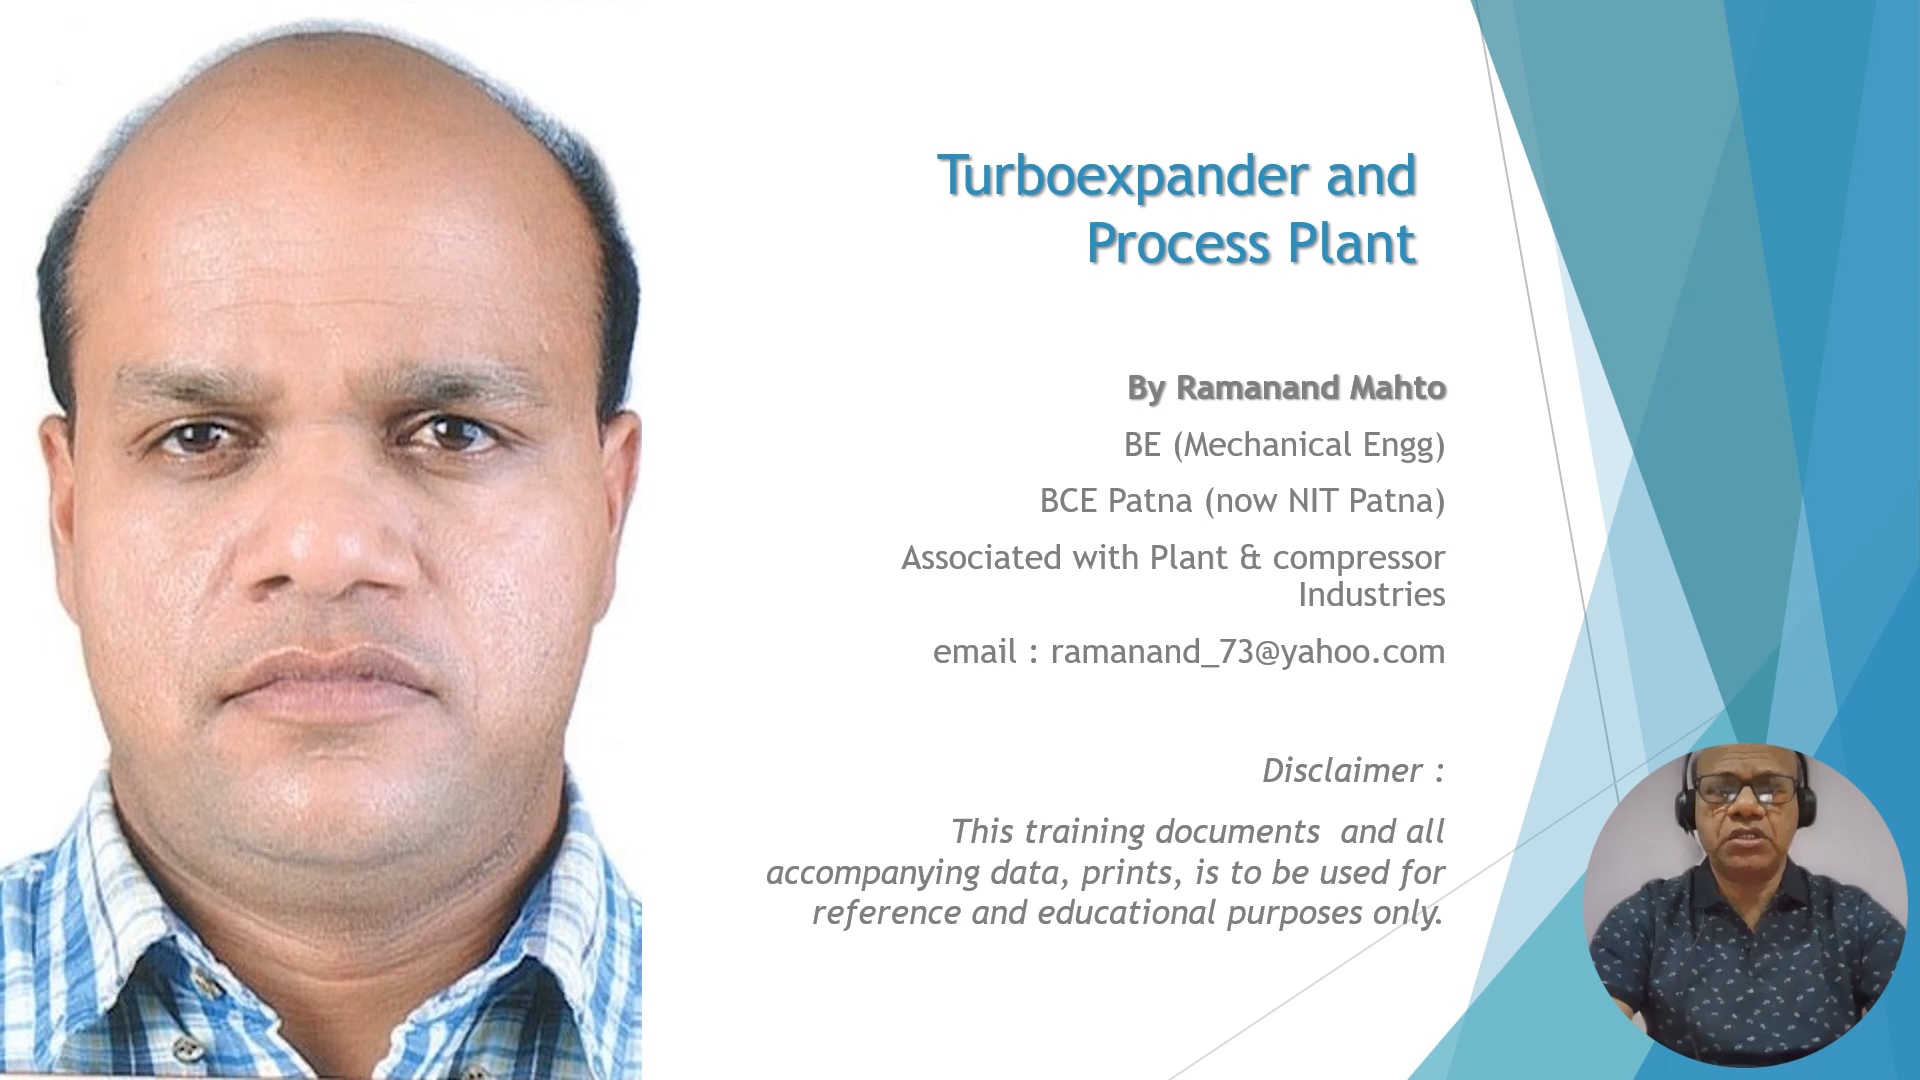 Turboexpander and
Process Plant
By Ramanand Mahto
BE (Mechanical Engg)
BCE Patna (now NIT Patna)
Associated with Plant & compressor
Industries
email : ramanand_73@yahoo.com
Disclaimer :
This training documents  and all
accompanying data, prints, is to be used for
reference and educational purposes only.